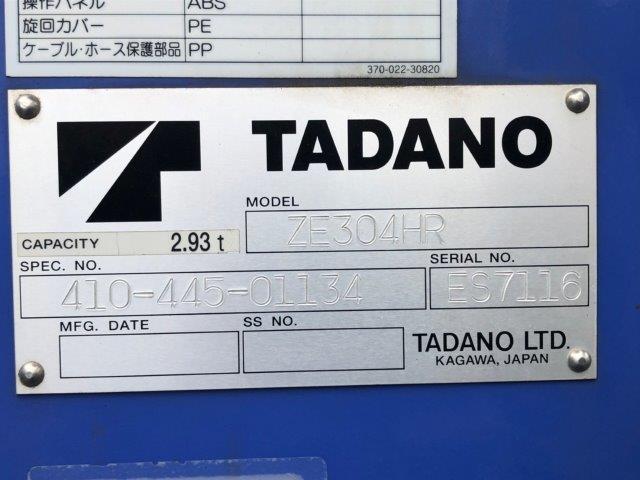 操作パネル ABS
旋回カバー PE
ケーブル・ホース保護部品 PP
370-022-30820
TADANO
MODEL
ZE304HR
CAPACITY 2.93 t
SPEC. NO.
410-445-01134
SERIAL NO.
ES7116
MFG. DATE
SS NO.
TADANO LTD.
KAGAWA, JAPAN